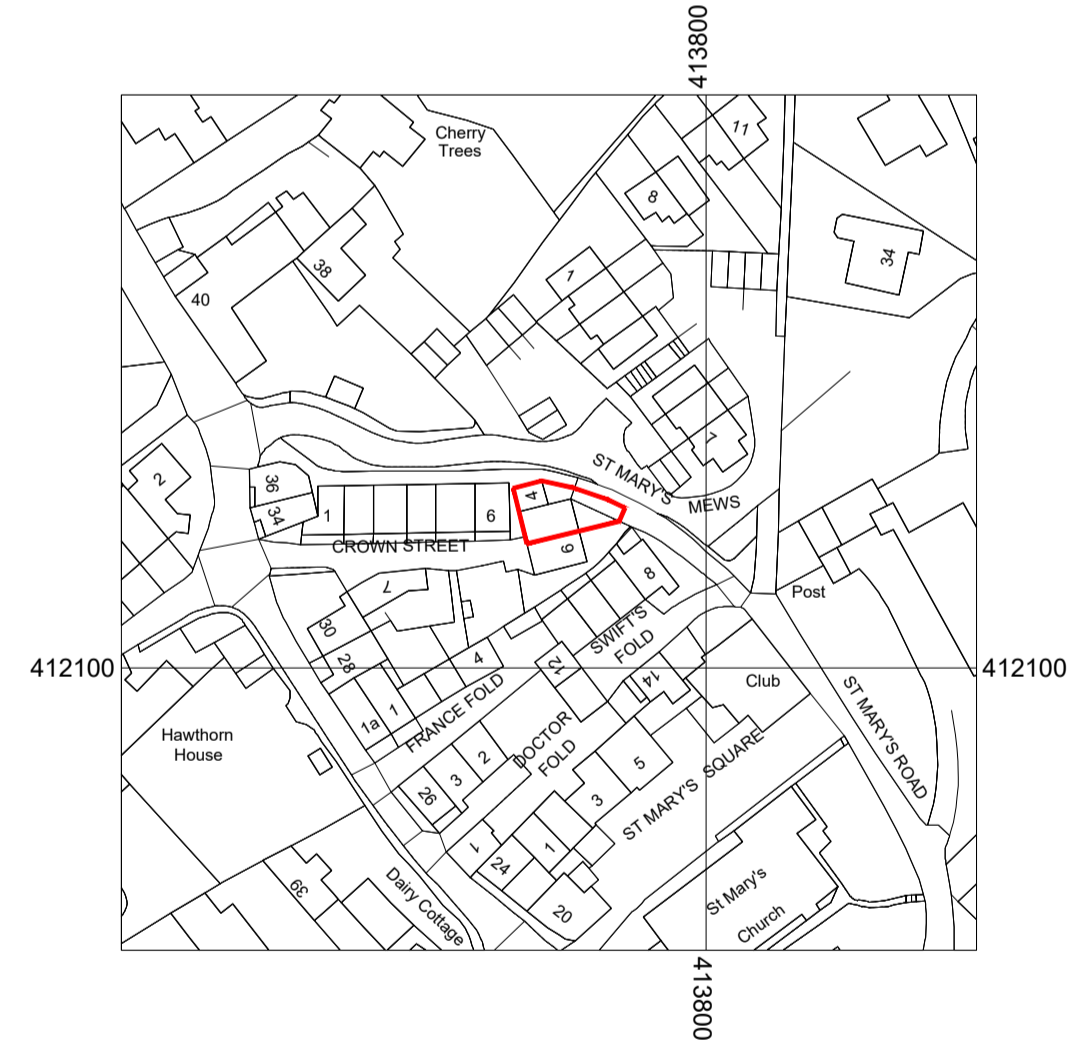 413800
Cherry
Trees
11
8
34
38
1
40
2
36
34
1
6
4
ST MARY'S
MEWS
7
CROWN STREET
9
7
8
Post
30
28
4
12
SWIFT'S
FOLD
14
Club
412100
412100
1a
1
FRANCE FOLD
DOCTOR
FOLD
ST MARY'S SQUARE
ST MARY'S ROAD
Hawthorn
House
26
3
2
5
3
1
24
1
20
39
Dairy Cottage
St Mary's
Church
413800